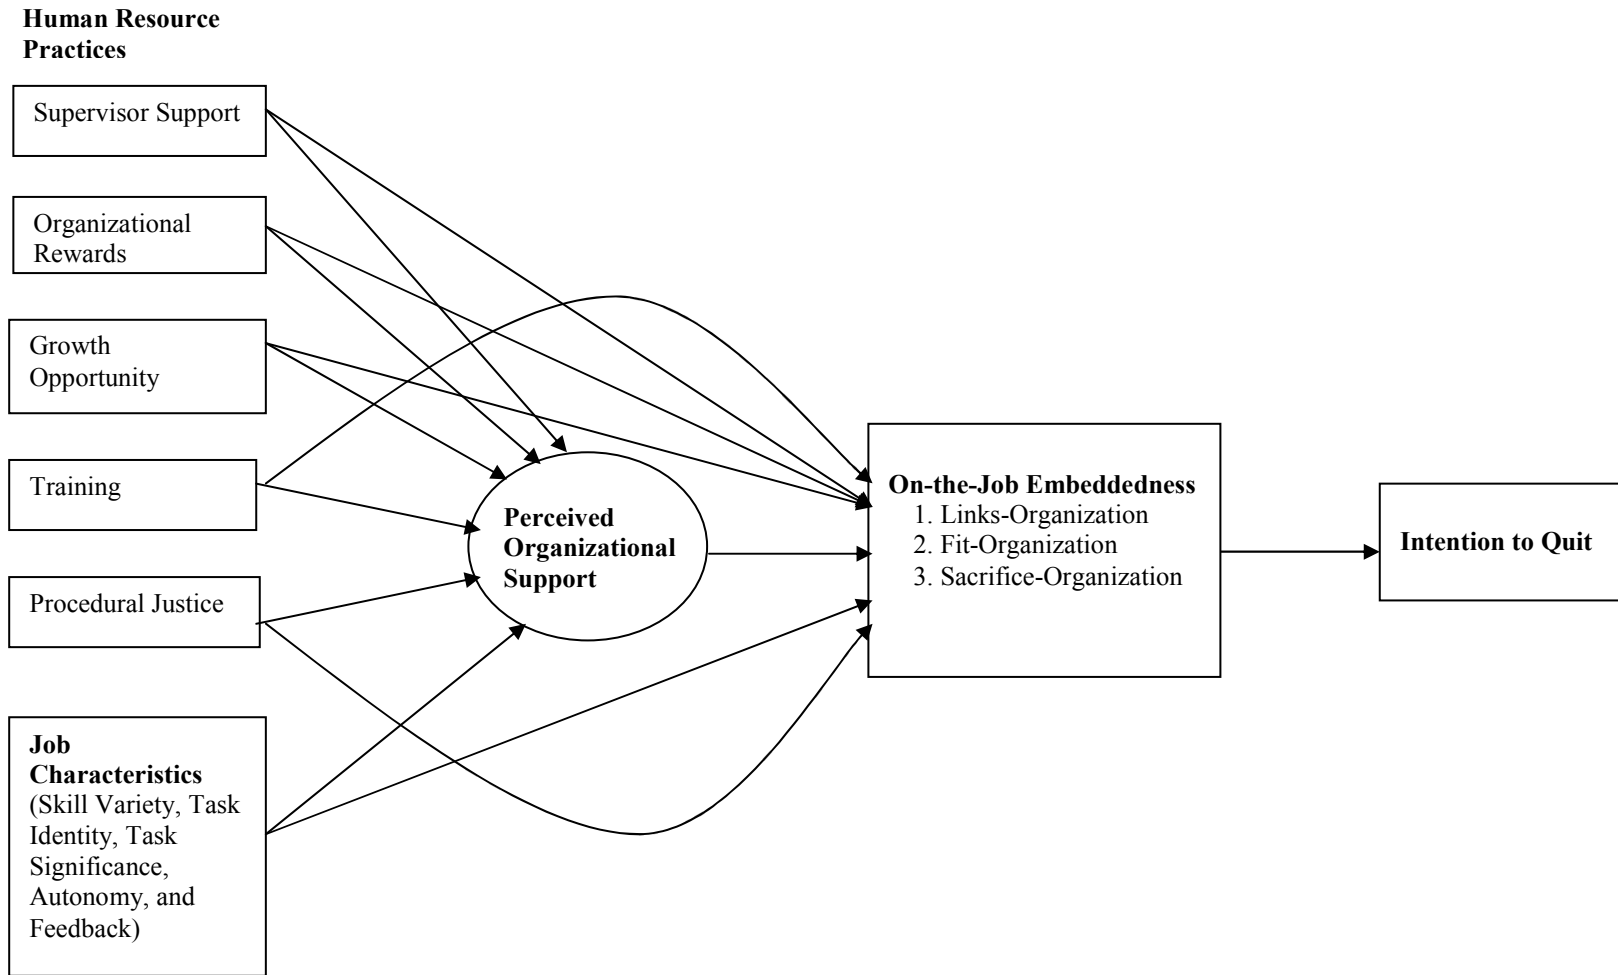 Human Resource
Practices
Supervisor Support
Organizational
Rewards
Growth
Opportunity
Training
Procedural Justice
Job
Characteristics
(Skill Variety, Task
Identity, Task
Significance,
Autonomy, and
Feedback)
Perceived
Organizational
Support
On-the-Job Embeddedness
1. Links-Organization
2. Fit-Organization
3. Sacrifice-Organization
Intention to Quit